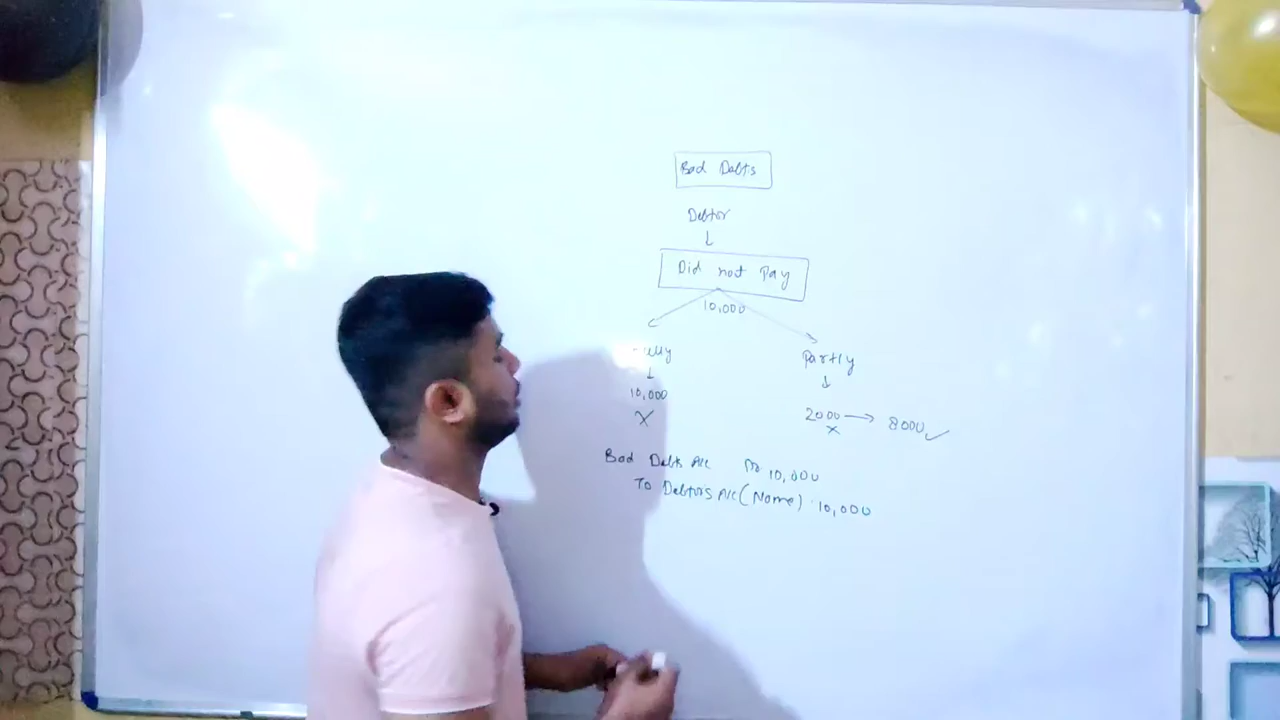 Bad Debts
Debtor
↓
Did not Pay
10,000
Partly
↓ ↓
10,000 2000 → 8000 ✓
X X
Bad Debts A/c Dr 10,000
To Debtor's A/c (Name) 10,000